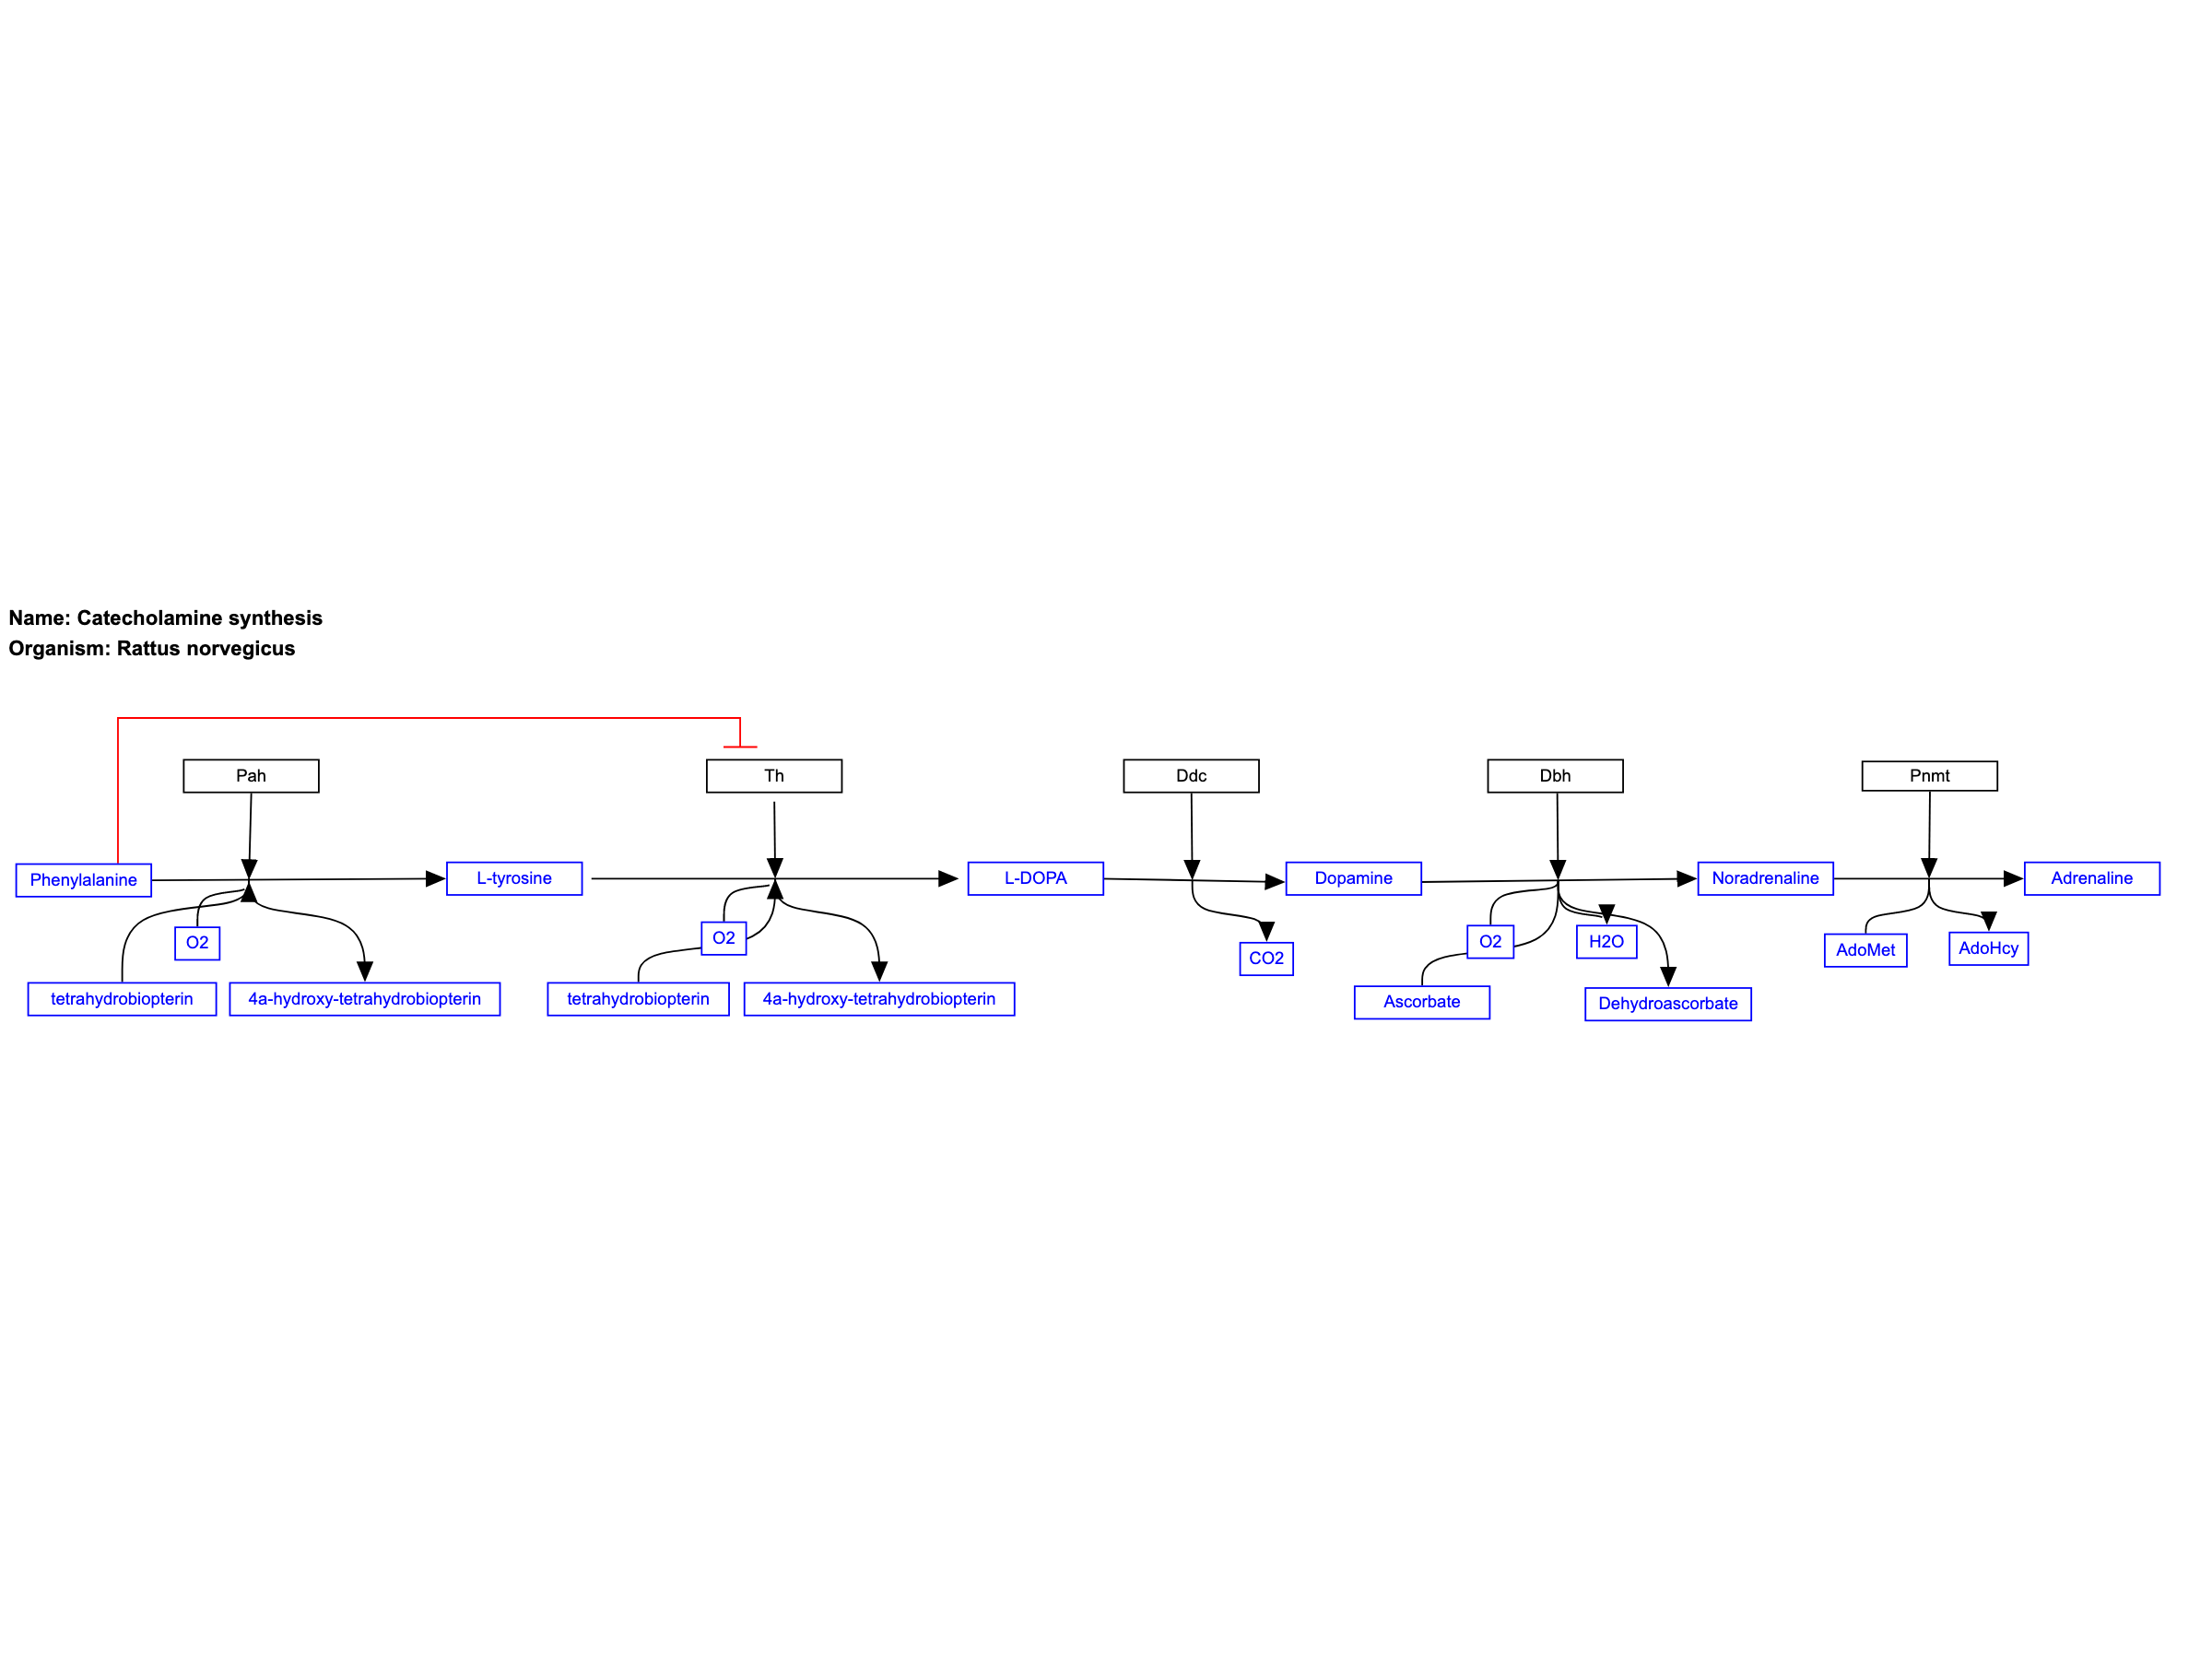 Name: Catecholamine synthesis
Organism: Rattus norvegicus
Pah
Th
Ddc
Dbh
Pnmt
Phenylalanine
L-tyrosine
L-DOPA
Dopamine
Noradrenaline
Adrenaline
O2
O2
CO2
O2
H2O
AdoMet
AdoHcy
tetrahydrobiopterin
4a-hydroxy-tetrahydrobiopterin
tetrahydrobiopterin
4a-hydroxy-tetrahydrobiopterin
Ascorbate
Dehydroascorbate